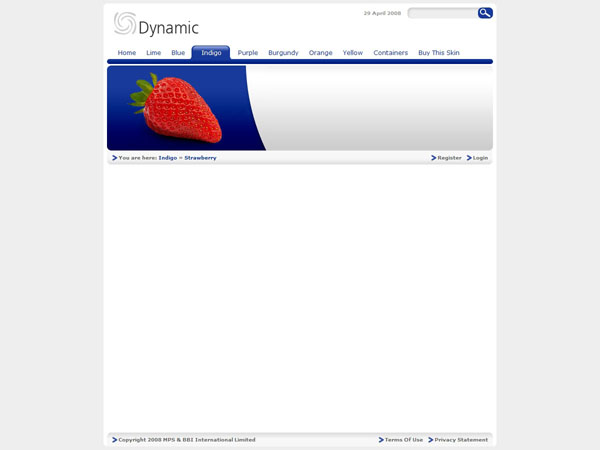 29 April 2008
Dynamic
Home Lime Blue Indigo Purple Burgundy Orange Yellow Containers Buy This Skin
You are here: Indigo » Strawberry Register Login
Copyright 2008 MPS & BBI International Limited Terms Of Use Privacy Statement